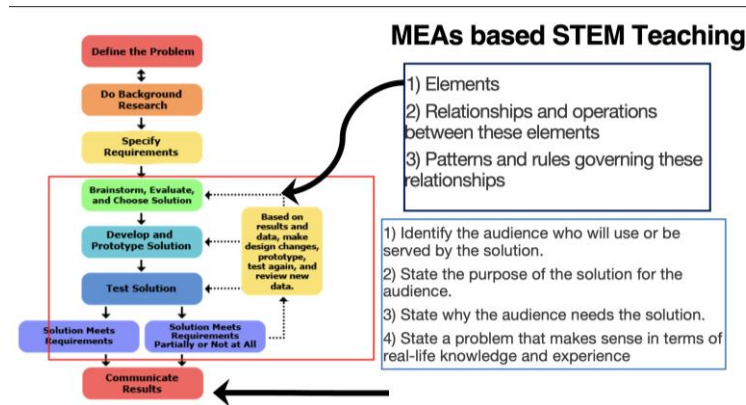 MEAs based STEM Teaching
Define the Problem
Do Background
Research
Specify
Requirements
Brainstorm, Evaluate,
and Choose Solution
Develop and
Prototype Solution
Test Solution
Based on
results and
data, make
design changes,
prototype,
test again, and
review new
data.
Solution Meets
Requirements
Solution Meets
Requirements
Partially or Not at All
Communicate
Results
1) Elements
2) Relationships and operations
between these elements
3) Patterns and rules governing these
relationships
1) Identify the audience who will use or be
served by the solution.
2) State the purpose of the solution for the
audience.
3) State why the audience needs the solution.
4) State a problem that makes sense in terms of
real-life knowledge and experience